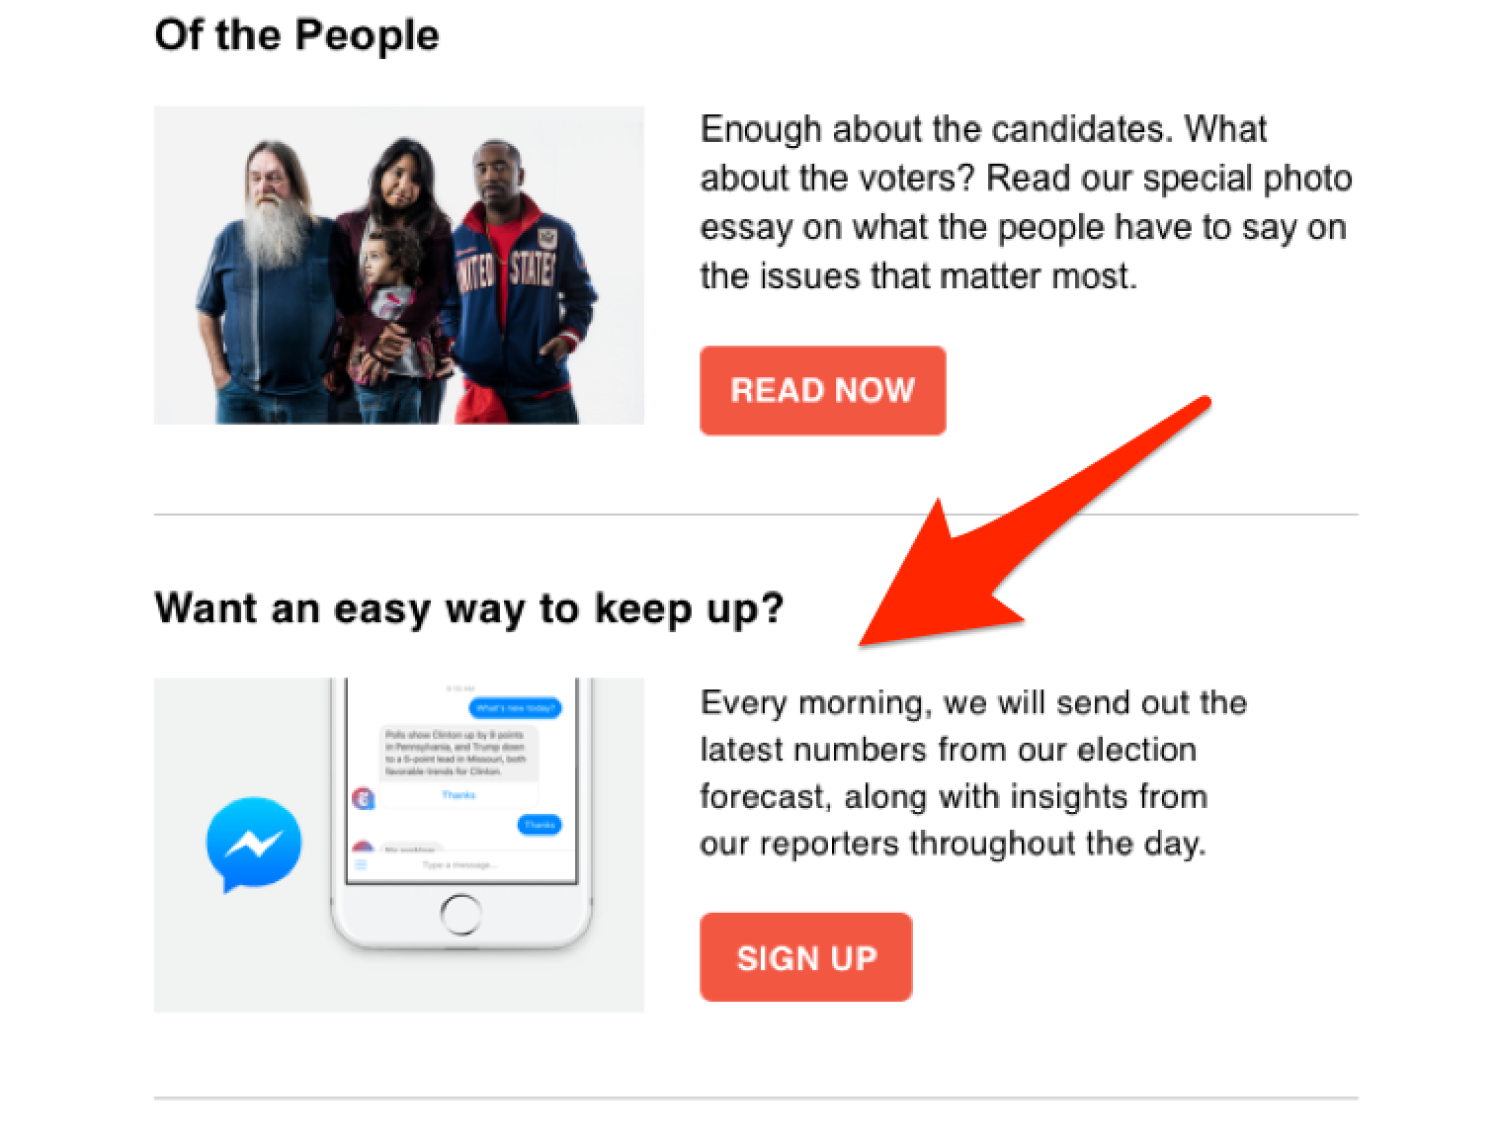 Of the People
Enough about the candidates. What
about the voters? Read our special photo
essay on what the people have to say on
the issues that matter most.
UNITED STATES
READ NOW
Want an easy way to keep up?
What's new today?
Polls show Clinton up by 9 points
in Pennsylvania, and Trump down
to a 5-point lead in Missouri, both
favorable trends for Clinton.
Thanks.
Thanks
Type a message...
Every morning, we will send out the
latest numbers from our election
forecast, along with insights from
our reporters throughout the day.
SIGN UP